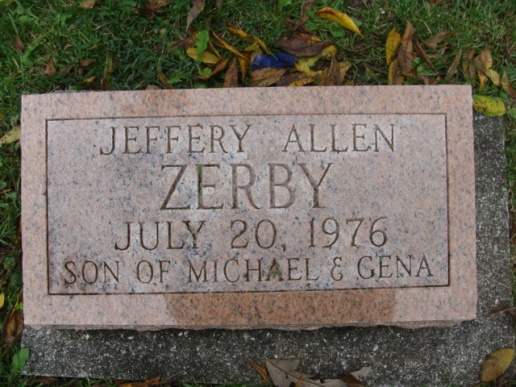 JEFFERY ALLEN
ZERBY
JULY 20, 1976
SON OF MICHAEL & GENA